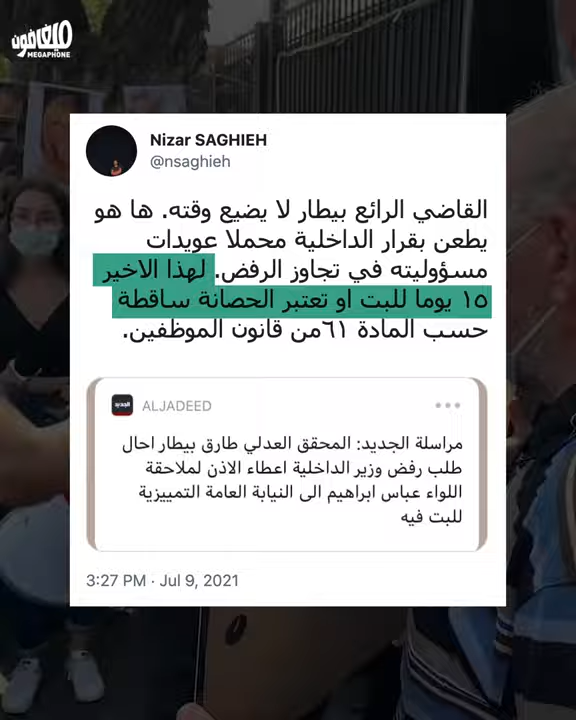 ميغافون
MEGAPHONE
Nizar SAGHIEH
@nsaghieh
القاضي الرائع بيطار لا يضيع وقته. ها هو
يطعن بقرار الداخلية محملا عويدات
مسؤوليته في تجاوز الرفض. لهذا الاخير
١٥ يوما للبت او تعتبر الحصانة ساقطة
حسب المادة ٦١من قانون الموظفين.
الجديد
ALJADEED
مراسلة الجديد: المحقق العدلي طارق بيطار احال
طلب رفض وزير الداخلية اعطاء الاذن لملاحقة
اللواء عباس ابراهيم الى النيابة العامة التمييزية
للبت فيه
3:27 PM · Jul 9, 2021